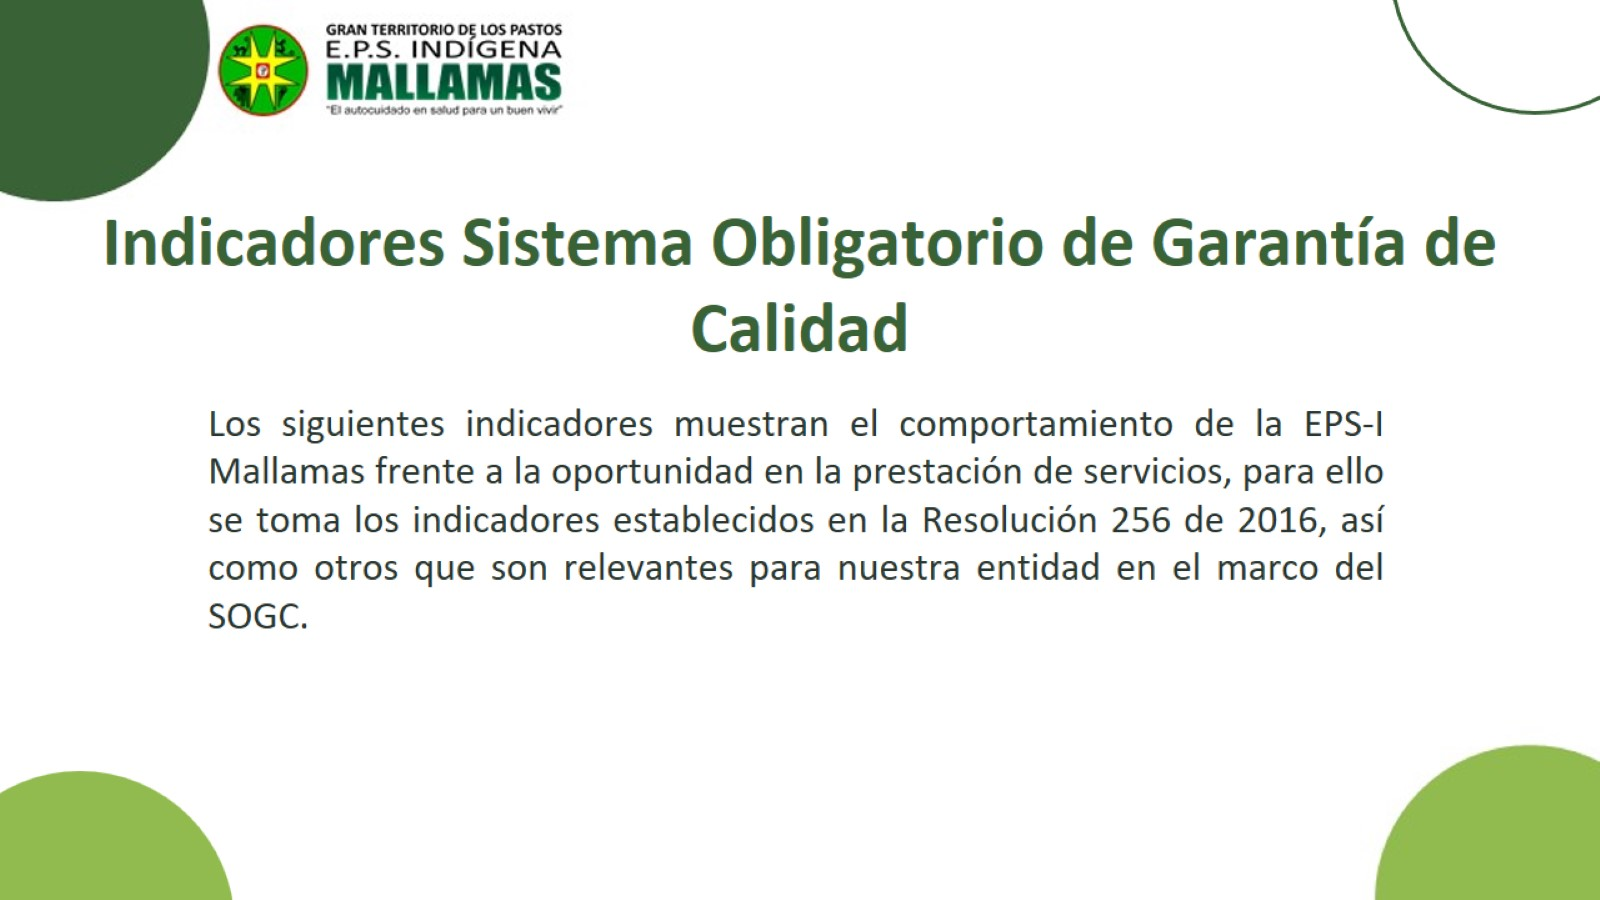 GRAN TERRITORIO DE LOS PASTOS
E.P.S. INDÍGENA
MALLAMAS
"El autocuidado en salud para un buen vivir"
Indicadores Sistema Obligatorio de Garantía de
Calidad
Los siguientes indicadores muestran el comportamiento de la EPS-I
Mallamas frente a la oportunidad en la prestación de servicios, para ello
se toma los indicadores establecidos en la Resolución 256 de 2016, así
como otros que son relevantes para nuestra entidad en el marco del
SOGC.